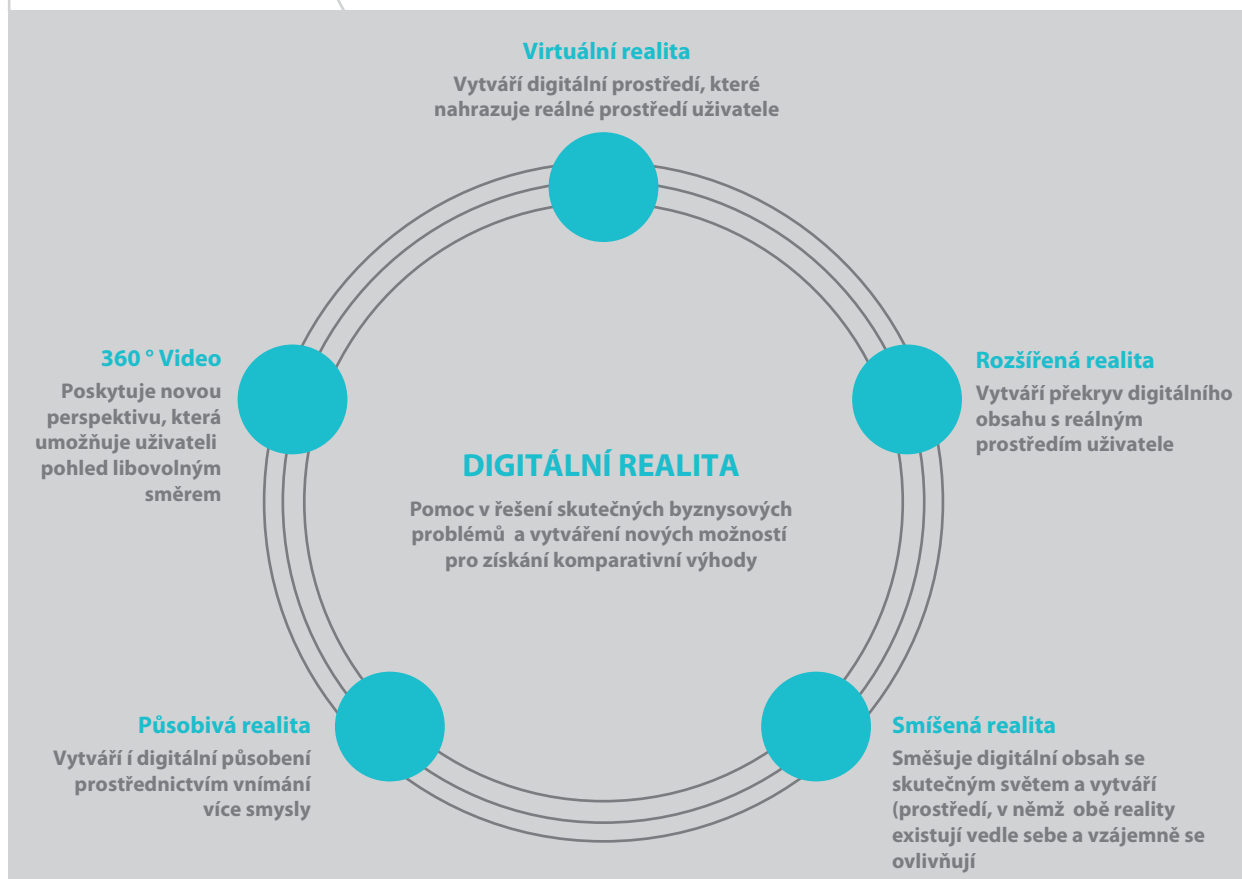 Virtuální realita
Vytváří digitální prostředí, které
nahrazuje reálné prostředí uživatele
360 ° Video
Poskytuje novou
perspektivu, která
umožňuje uživateli
pohled libovolným
směrem
Rozšířená realita
Vytváří překryv digitálního
obsahu s reálným
prostředím uživatele
DIGITÁLNÍ REALITA
Pomoc v řešení skutečných byznysových
problémů a vytváření nových možností
pro získání komparativní výhody
Působivá realita
Vytváří í digitální působení
prostřednictvím vnímání
více smysly
Smíšená realita
Směšuje digitální obsah se
skutečným světem a vytváří
(prostředí, v němž obě reality
existují vedle sebe a vzájemně se
ovlivňují